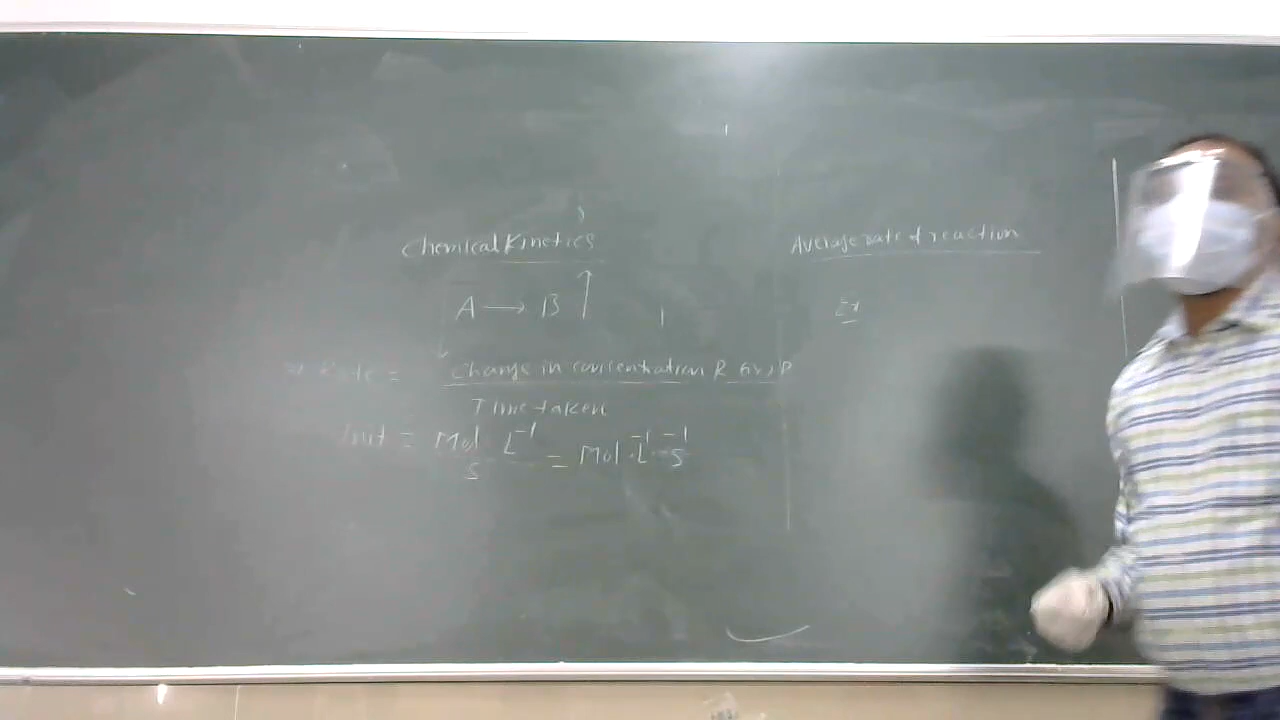 Chemical Kinetics
A → B ↑
Rate = Change in concentration R (or) P
Time taken
Unit = Mol L⁻¹ / s = Mol · L⁻¹ · s⁻¹
Average rate of reaction
Ex